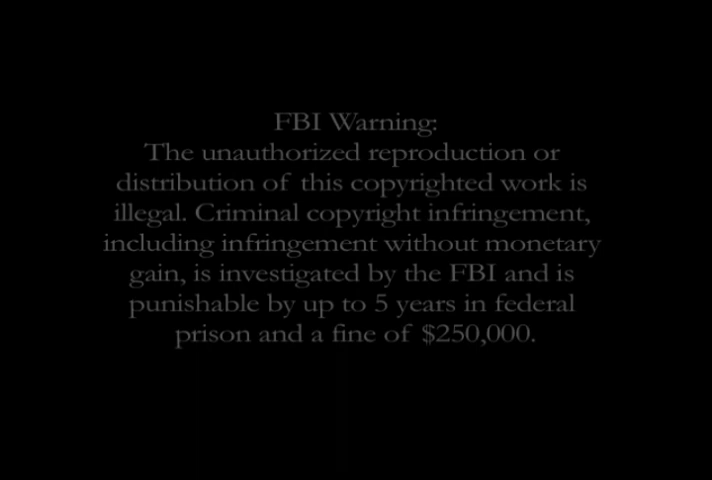 FBI Warning:
The unauthorized reproduction or
distribution of this copyrighted work is
illegal. Criminal copyright infringement,
including infringement without monetary
gain, is investigated by the FBI and is
punishable by up to 5 years in federal
prison and a fine of $250,000.